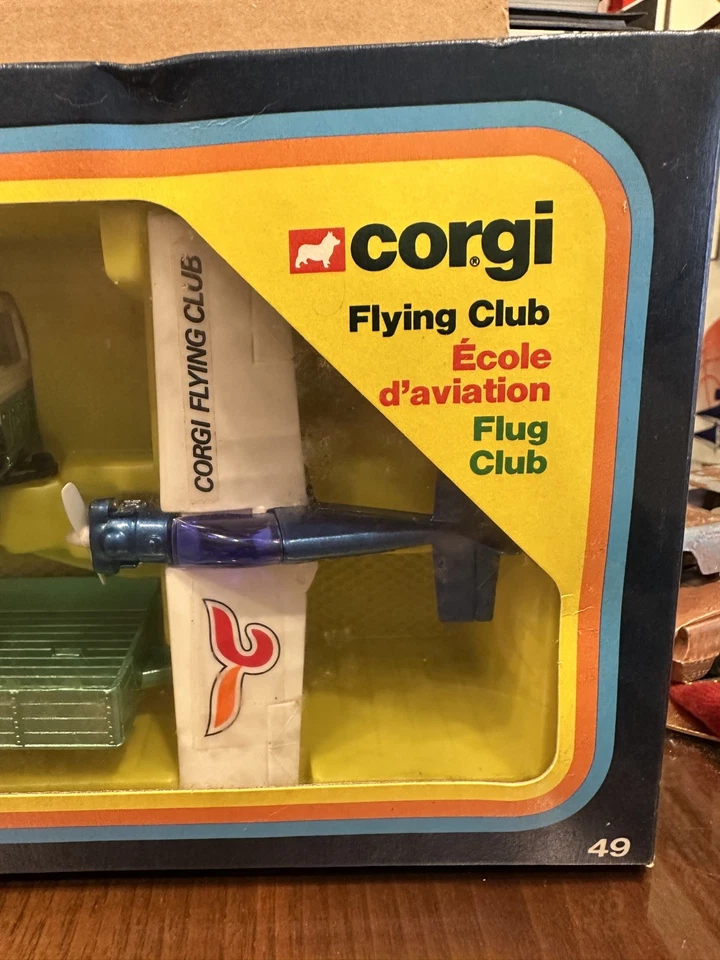 corgi®
Flying Club
École
d'aviation
Flug
Club
CORGI FLYING CLUB
49